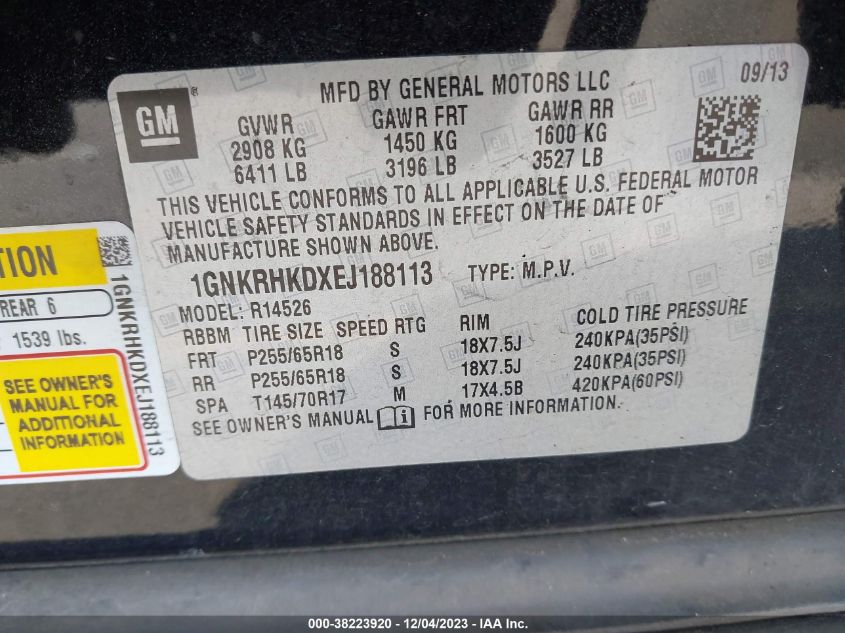 MFD BY GENERAL MOTORS LLC
09/13
GM
GVWR GAWR FRT GAWR RR
2908 KG 1450 KG 1600 KG
6411 LB 3196 LB 3527 LB
THIS VEHICLE CONFORMS TO ALL APPLICABLE U.S. FEDERAL MOTOR
VEHICLE SAFETY STANDARDS IN EFFECT ON THE DATE OF
MANUFACTURE SHOWN ABOVE.
1GNKRHKDXEJ188113 TYPE: M.P.V.
MODEL: R14526
RBBM TIRE SIZE SPEED RTG RIM COLD TIRE PRESSURE
FRT P255/65R18 S 18X7.5J 240KPA(35PSI)
RR P255/65R18 S 18X7.5J 240KPA(35PSI)
SPA T145/70R17 M 17X4.5B 420KPA(60PSI)
SEE OWNER'S MANUAL FOR MORE INFORMATION.
REAR 6
1539 lbs.
SEE OWNER'S
MANUAL FOR
ADDITIONAL
INFORMATION
1GNKRHKDXEJ188113
000-38223920 - 12/04/2023 - IAAI.com.